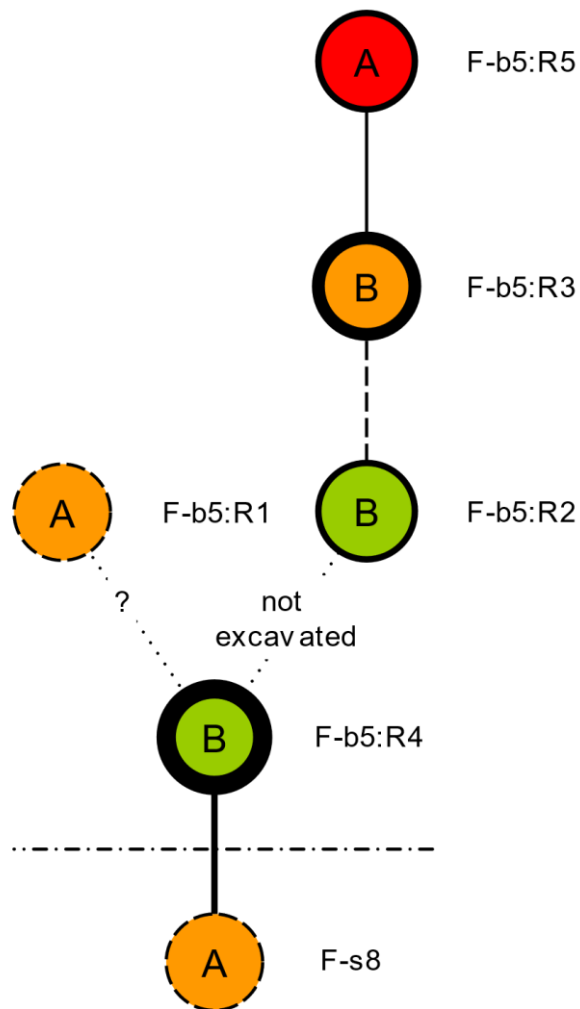 A F-b5:R5
B F-b5:R3
A F-b5:R1 B F-b5:R2
? not
excavated
B F-b5:R4
A F-s8